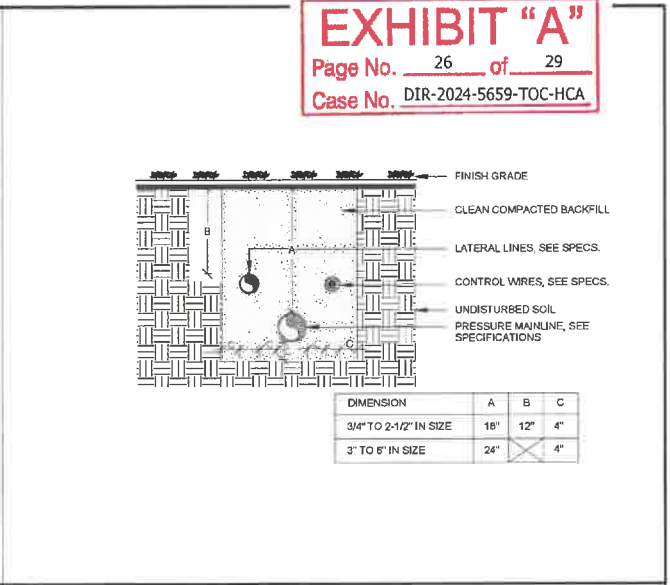 EXHIBIT “A”
Page No. 26 of 29
Case No. DIR-2024-5659-TOC-HCA
FINISH GRADE
CLEAN COMPACTED BACKFILL
B
A
LATERAL LINES, SEE SPECS.
CONTROL WIRES, SEE SPECS.
UNDISTURBED SOIL
PRESSURE MAINLINE, SEE
SPECIFICATIONS
C
DIMENSION A B C
3/4" TO 2-1/2" IN SIZE 18" 12" 4"
3" TO 6" IN SIZE 24" 4"